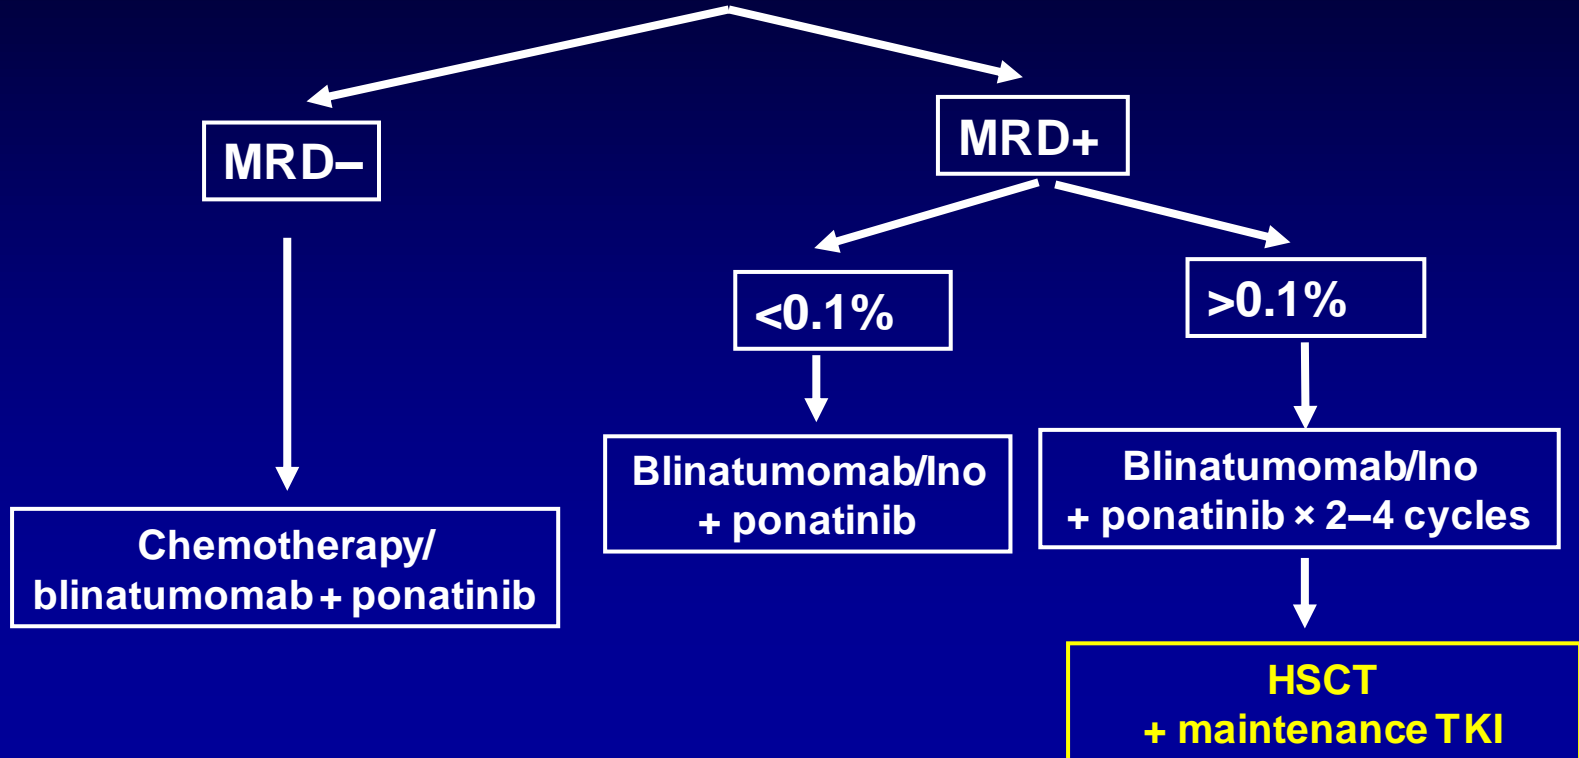 MRD–
MRD+
<0.1%
>0.1%
Blinatumomab/Ino
+ ponatinib
Blinatumomab/Ino
+ ponatinib × 2–4 cycles
Chemotherapy/
blinatumomab + ponatinib
HSCT
+ maintenance TKI